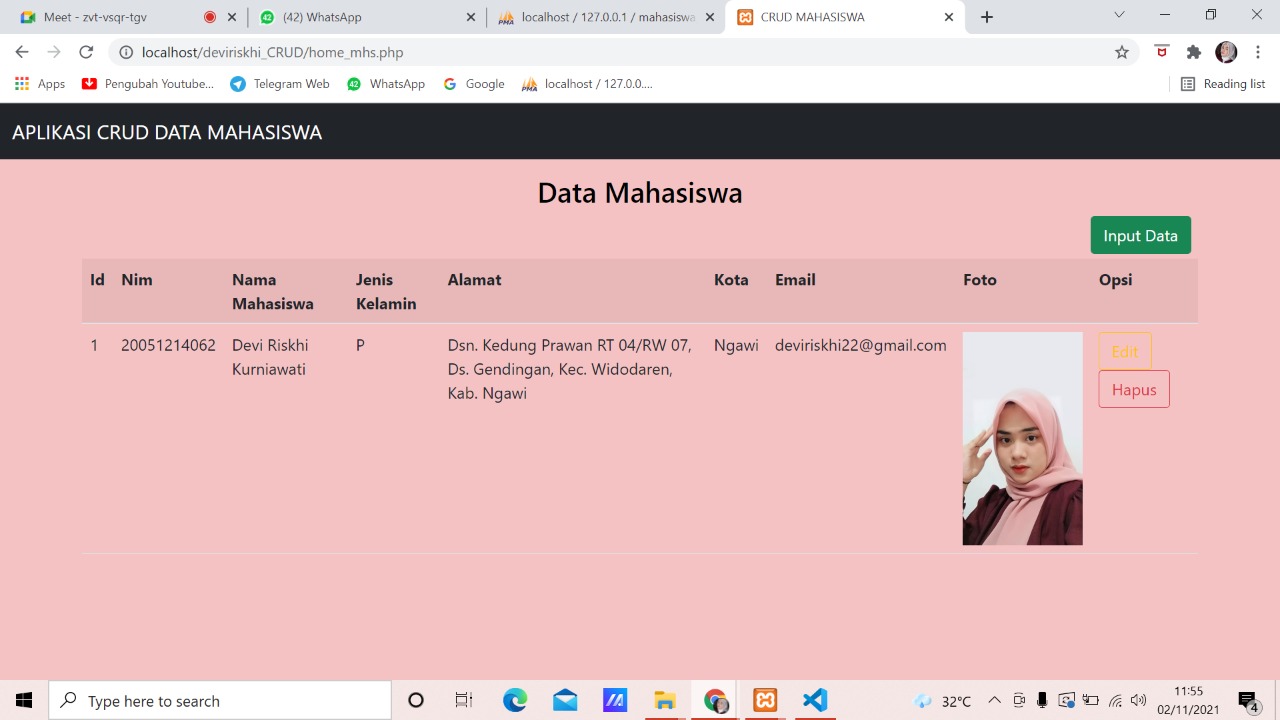 Meet - zvt-vsqr-tgv
(42) WhatsApp
localhost / 127.0.0.1 / mahasiswa
CRUD MAHASISWA
localhost/deviriskhi_CRUD/home_mhs.php
Apps
Pengubah Youtube...
Telegram Web
42 WhatsApp
Google
localhost / 127.0.0....
Reading list
APLIKASI CRUD DATA MAHASISWA
Data Mahasiswa
Input Data
Id Nim Nama Mahasiswa Jenis Kelamin Alamat Kota Email Foto Opsi
1 20051214062 Devi Riskhi Kurniawati P Dsn. Kedung Prawan RT 04/RW 07, Ds. Gendingan, Kec. Widodaren, Kab. Ngawi Ngawi deviriskhi22@gmail.com
Edit
Hapus
Type here to search
32°C
11:55
02/11/2021
4